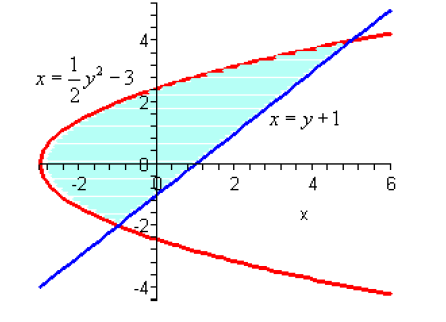 4
x = 1/2 y² − 3
2
x = y + 1
0
-2 0 2 4 6
x
-2
-4